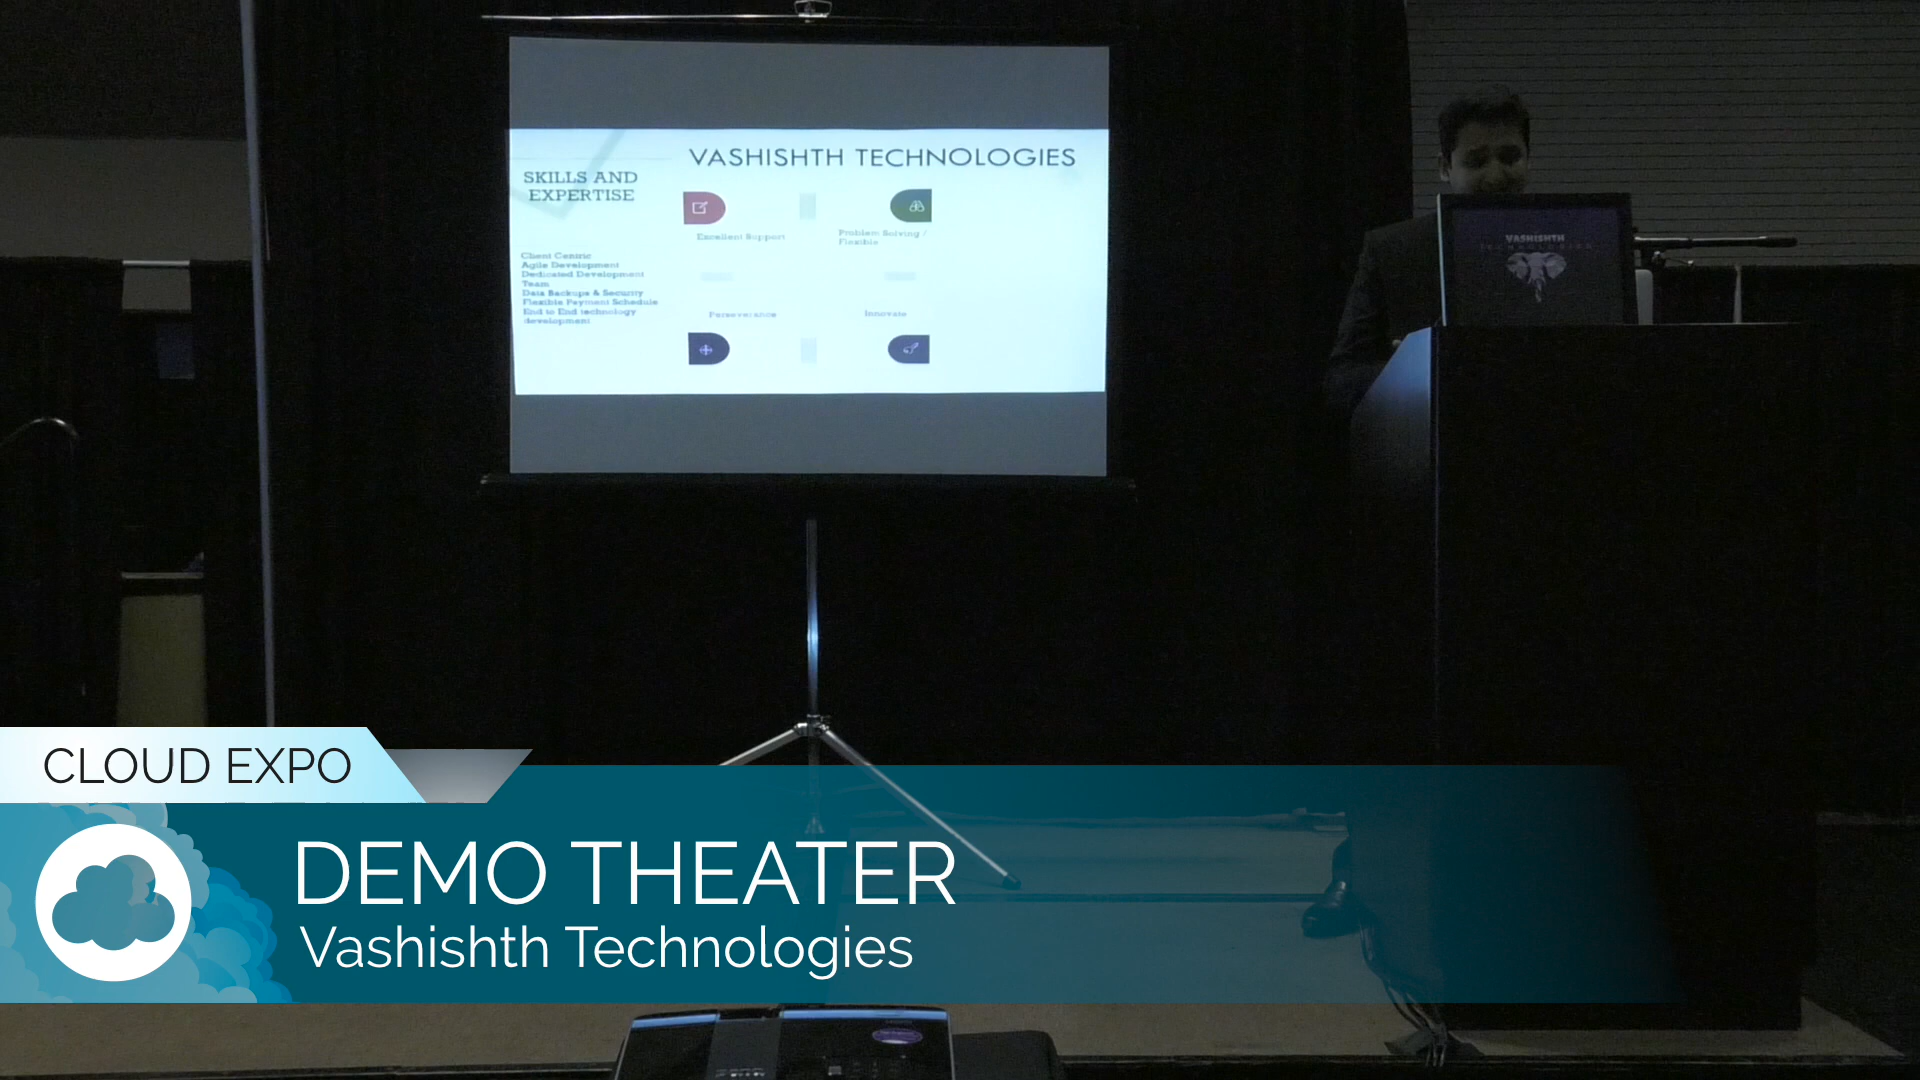 VASHISHTH TECHNOLOGIES
SKILLS AND
EXPERTISE
Excellent Support
Problem Solving /
Flexible
Client Centric
Agile Development
Dedicated Development
Team
Data Backups & Security
Flexible Payment Schedule
End to End technology
development
Perseverance
Innovate
VASHISHTH
TECHNOLOGIES
CLOUD EXPO
DEMO THEATER
Vashishth Technologies